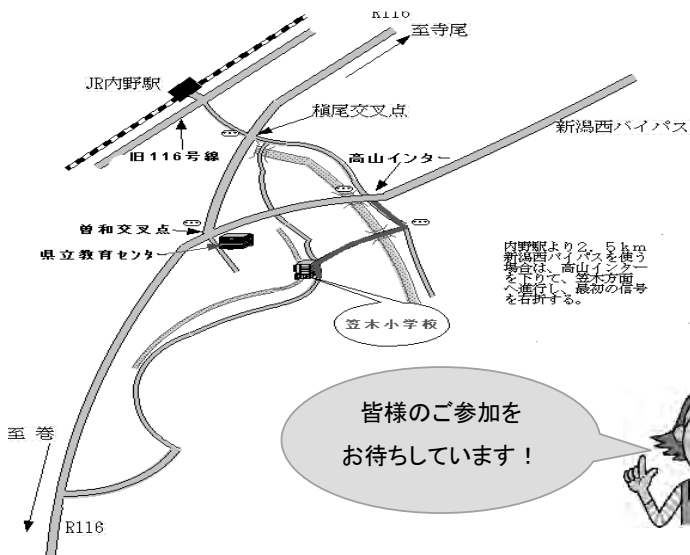 R116
至寺尾
JR内野駅
槇尾交叉点
新潟西バイパス
旧116号線
高山インター
曽和交叉点
県立教育センタ
内野駅より2．5km
新潟西バイパスを使う
場合は、高山インター
を下りて、笠木方面
へ進行し、最初の信号
を右折する。
笠木小学校
皆様のご参加を
お待ちしています！
至巻
R116